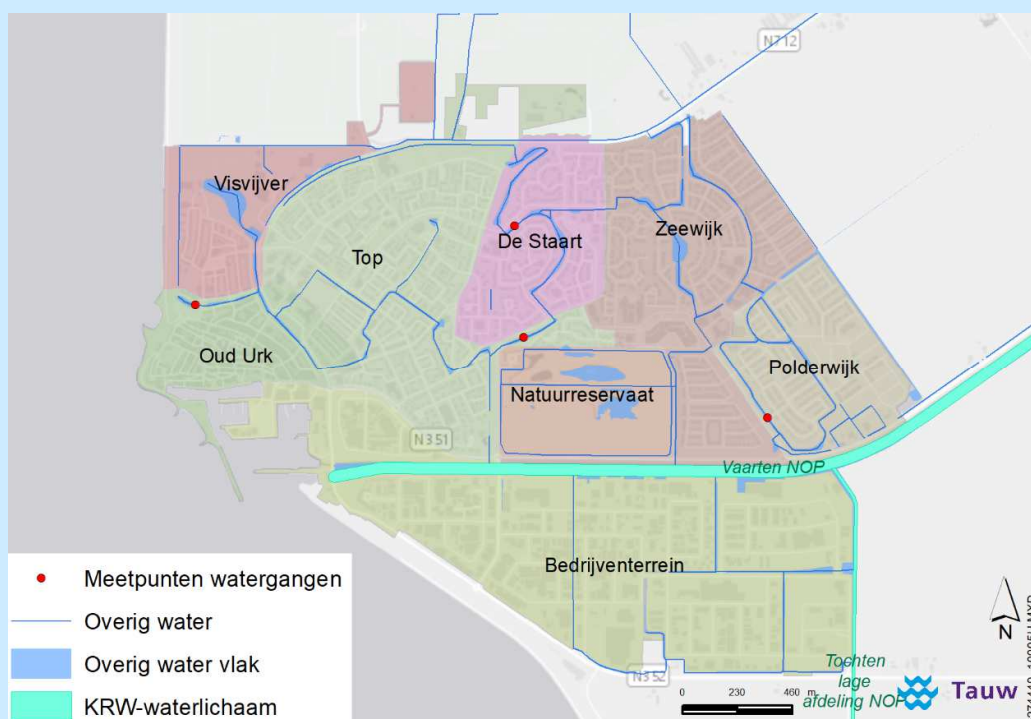 N712
Visvijver
Top
De Staart
Zeewijk
Oud Urk
Natuurreservaat
Polderwijk
N351
Vaarten NOP
Bedrijventerrein
Meetpunten watergangen
Overig water
Overig water vlak
KRW-waterlichaam
N352
0 230 460 m
Tochten
lage
afdeling NOP
N
Tauw